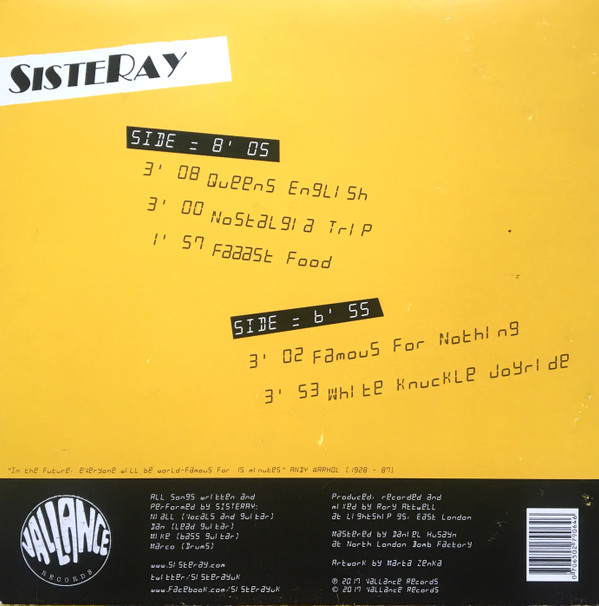 SISTERAY
SIDE = 8' 05
3' 08 Queens English
3' 00 Nostalgia Trip
1' 57 Faaast Food
SIDE = 6' 55
3' 02 Famous For Nothing
3' 53 White Knuckle Joyride
"In the future, everyone will be world-famous for 15 minutes" ANDY WARHOL (1928 - 87)
VALLANCE
RECORDS
ALL Songs written and
performed by SISTERAY:
Niall (Vocals and guitar)
Dan (Lead guitar)
Mike (bass guitar)
Marco (Drums)
www.Sisteray.com
twitter/SisterayUK
www.Facebook.com/Sisterayuk
Produced, recorded and
mixed by Rory Attwell
at Lightship 95, East London
Mastered by Daniel Husayn
at North London Bomb Factory
Artwork by Marta Zenka
℗ 2017 Vallance Records
© 2017 Vallance Records
0706502790644